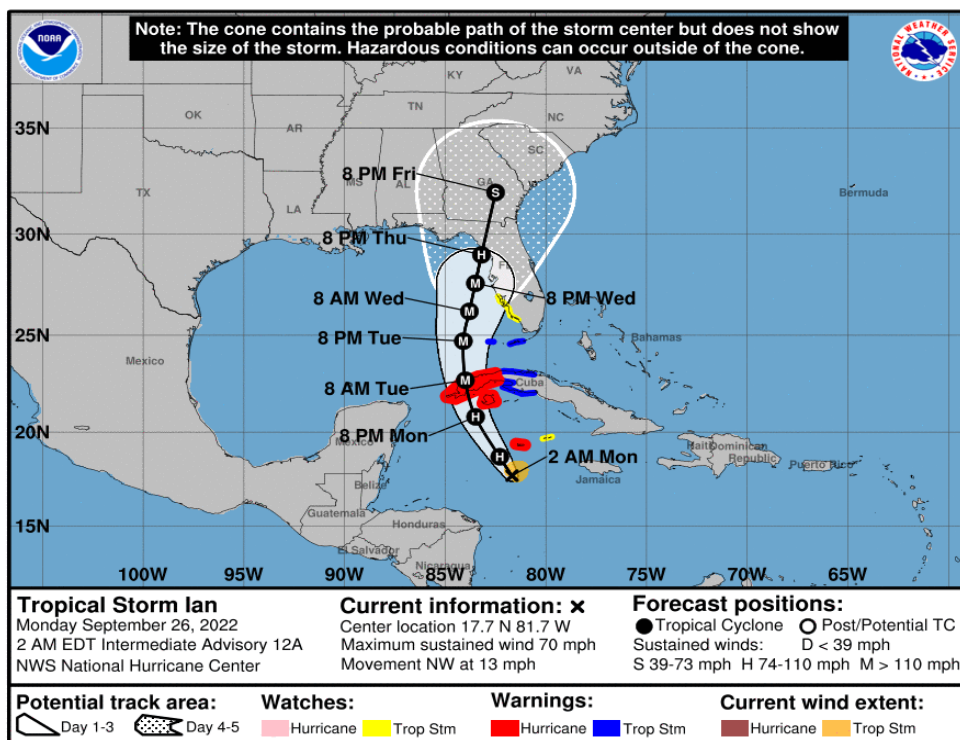 Note: The cone contains the probable path of the storm center but does not show
the size of the storm. Hazardous conditions can occur outside of the cone.
NOAA
NATIONAL WEATHER SERVICE
KY
VA
OK
TN
NC
35N
AR
SC
8 PM Fri
MS
AL
GA
S
TX
Bermuda
LA
30N
8 PM Thu
H
FL
8 AM Wed
M
8 PM Wed
M
25N
8 PM Tue
M
Bahamas
Mexico
8 AM Tue
M
Cuba
20N
8 PM Mon
H
Mexico
H
2 AM Mon
Haiti
Dominican
Republic
Puerto Rico
Jamaica
Belize
Guatemala
Honduras
15N
El Salvador
Nicaragua
100W
95W
90W
85W
80W
75W
70W
65W
Tropical Storm Ian
Monday September 26, 2022
2 AM EDT Intermediate Advisory 12A
NWS National Hurricane Center
Current information: ×
Center location 17.7 N 81.7 W
Maximum sustained wind 70 mph
Movement NW at 13 mph
Forecast positions:
Tropical Cyclone Post/Potential TC
Sustained winds: D < 39 mph
S 39-73 mph H 74-110 mph M > 110 mph
Potential track area:
Day 1-3 Day 4-5
Watches:
Hurricane Trop Stm
Warnings:
Hurricane Trop Stm
Current wind extent:
Hurricane Trop Stm